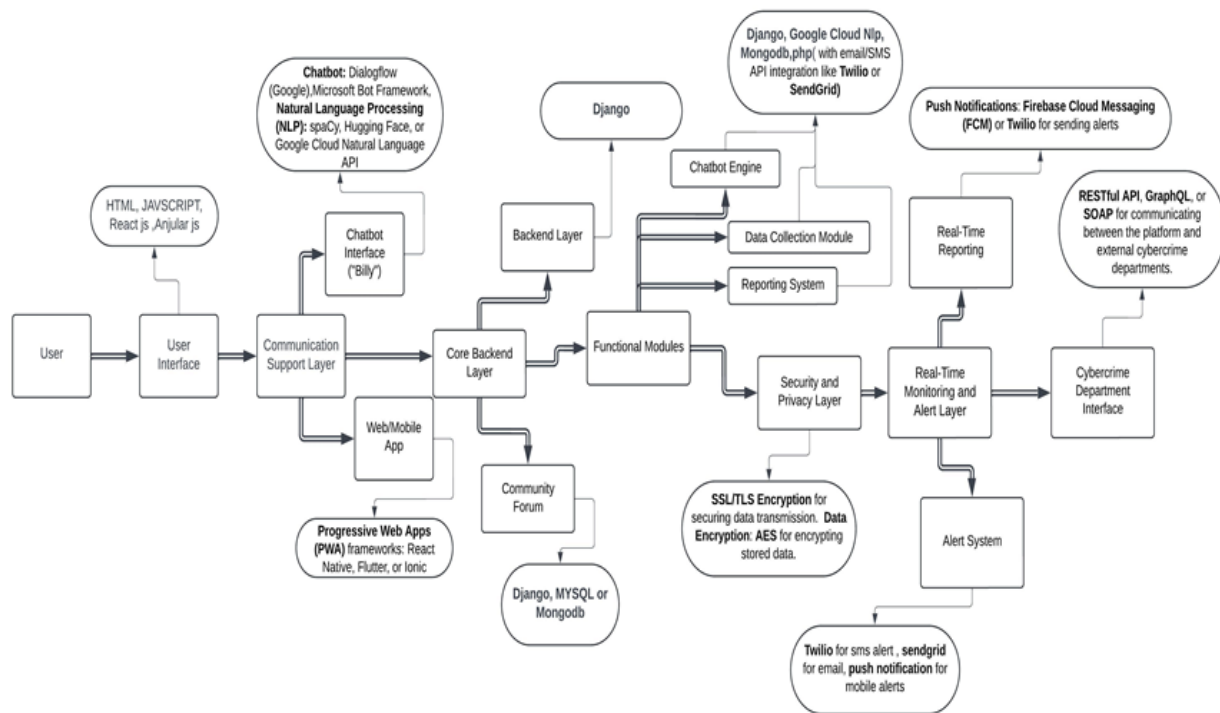 Django, Google Cloud Nlp,
Mongodb,php( with email/SMS
API integration like Twilio or
SendGrid)
Chatbot: Dialogflow
(Google),Microsoft Bot Framework,
Natural Language Processing
(NLP): spaCy, Hugging Face, or
Google Cloud Natural Language
API
Django
Push Notifications: Firebase Cloud Messaging
(FCM) or Twilio for sending alerts
Chatbot Engine
HTML, JAVSCRIPT,
React js ,Anjular js
Chatbot
Interface
("Billy")
Backend Layer
Data Collection Module
Reporting System
Real-Time
Reporting
RESTful API, GraphQL, or
SOAP for communicating
between the platform and
external cybercrime
departments.
User
User
Interface
Communication
Support Layer
Core Backend
Layer
Functional Modules
Security and
Privacy Layer
Real-Time
Monitoring and
Alert Layer
Cybercrime
Department
Interface
Web/Mobile
App
Community
Forum
SSL/TLS Encryption for
securing data transmission. Data
Encryption: AES for encrypting
stored data.
Alert System
Progressive Web Apps
(PWA) frameworks: React
Native, Flutter, or Ionic
Django, MYSQL or
Mongodb
Twilio for sms alert , sendgrid
for email, push notification for
mobile alerts